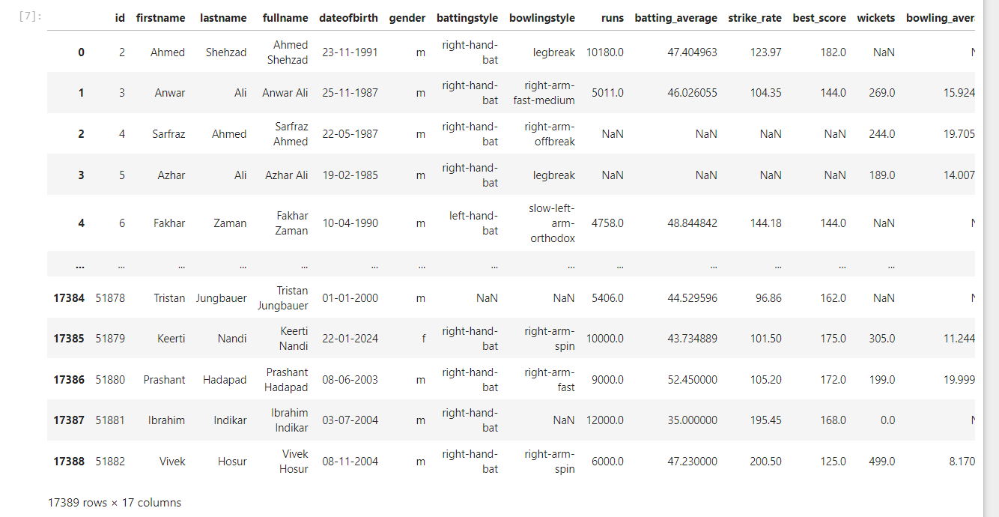 [7]:
id firstname lastname fullname dateofbirth gender battingstyle bowlingstyle runs batting_average strike_rate best_score wickets bowling_aver
0 2 Ahmed Shehzad Ahmed Shehzad 23-11-1991 m right-hand-bat legbreak 10180.0 47.404963 123.97 182.0 NaN N
1 3 Anwar Ali Anwar Ali 25-11-1987 m right-hand-bat right-arm-fast-medium 5011.0 46.026055 104.35 144.0 269.0 15.924
2 4 Sarfraz Ahmed Sarfraz Ahmed 22-05-1987 m right-hand-bat right-arm-offbreak NaN NaN NaN NaN 244.0 19.705
3 5 Azhar Ali Azhar Ali 19-02-1985 m right-hand-bat legbreak NaN NaN NaN NaN 189.0 14.007
4 6 Fakhar Zaman Fakhar Zaman 10-04-1990 m left-hand-bat slow-left-arm-orthodox 4758.0 48.844842 144.18 144.0 NaN N
... ... ... ... ... ... ... ... ... ... ... ... ... ...
17384 51878 Tristan Jungbauer Tristan Jungbauer 01-01-2000 m NaN NaN 5406.0 44.529596 96.86 162.0 NaN N
17385 51879 Keerti Nandi Keerti Nandi 22-01-2024 f right-hand-bat right-arm-spin 10000.0 43.734889 101.50 175.0 305.0 11.244
17386 51880 Prashant Hadapad Prashant Hadapad 08-06-2003 m right-hand-bat right-arm-fast 9000.0 52.450000 105.20 172.0 199.0 19.999
17387 51881 Ibrahim Indikar Ibrahim Indikar 03-07-2004 m right-hand-bat NaN 12000.0 35.000000 195.45 168.0 0.0 N
17388 51882 Vivek Hosur Vivek Hosur 08-11-2004 m right-hand-bat right-arm-spin 6000.0 47.230000 200.50 125.0 499.0 8.170
17389 rows × 17 columns